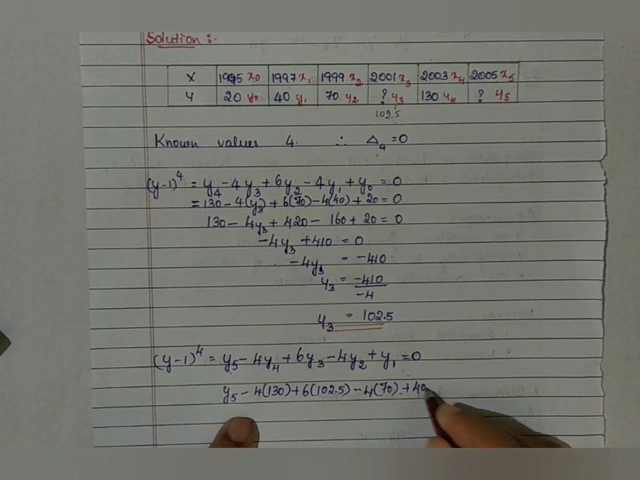 Solution :-
X 1995 x₀ 1997 x₁ 1999 x₂ 2001 x₃ 2003 x₄ 2005 x₅
Y 20 y₀ 40 y₁ 70 y₂ ? y₃ 130 y₄ ? y₅
102.5
Known values 4. ∴ △₄ = 0
(y-1)⁴ = y₄ - 4y₃ + 6y₂ - 4y₁ + y₀ = 0
= 130 - 4(y₃) + 6(70) - 4(40) + 20 = 0
130 - 4y₃ + 420 - 160 + 20 = 0
-4y₃ + 410 = 0
-4y₃ = -410
y₃ = -410
-4
y₃ = 102.5
(y-1)⁴ = y₅ - 4y₄ + 6y₃ - 4y₂ + y₁ = 0
y₅ - 4(130) + 6(102.5) - 4(70) + 40